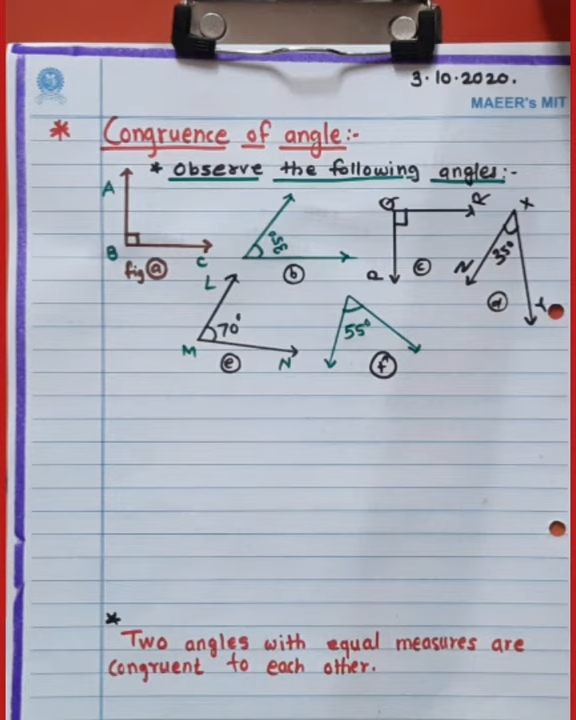 3.10.2020.
MAEER's MIT
* Congruence of angle:-
* Observe the following angles:-
A
B
C
fig ⓐ
55°
ⓑ
Q
R
P
ⓒ
X
35°
N
Y
ⓓ
L
70°
M
N
ⓔ
55°
ⓕ
*
Two angles with equal measures are
congruent to each other.